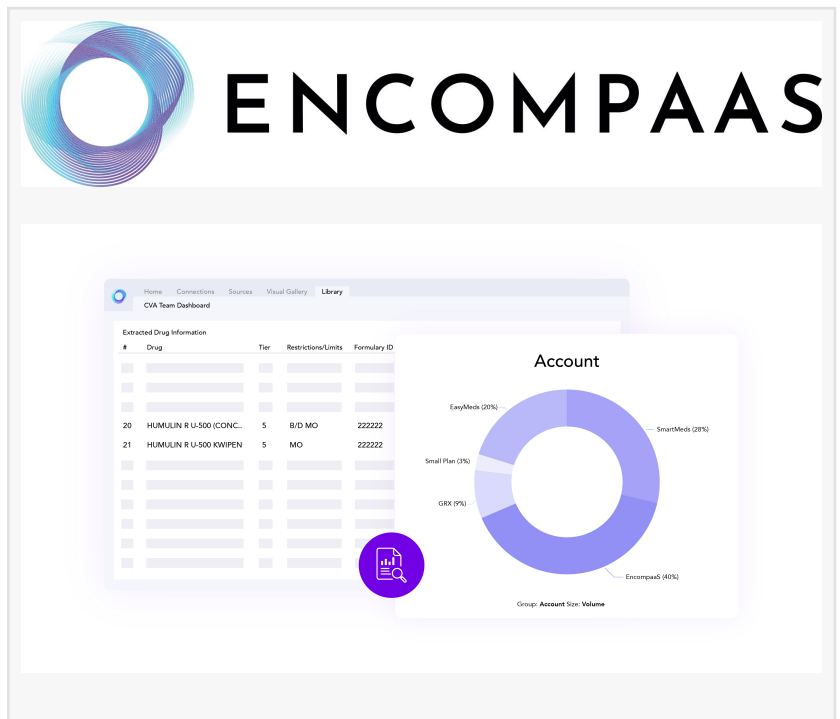 ENCOMPAAS
Home Connections Sources Visual Gallery Library
CVA Team Dashboard
Extracted Drug Information
# Drug Tier Restrictions/Limits Formulary ID
20 HUMULIN R U-500 (CONC... 5 B/D MO 222222
21 HUMULIN R U-500 KWIPEN 5 MO 222222
Account
EasyMeds (20%)
SmartMeds (28%)
Small Plan (3%)
GRX (9%)
EncompaaS (40%)
Group: Account Size: Volume